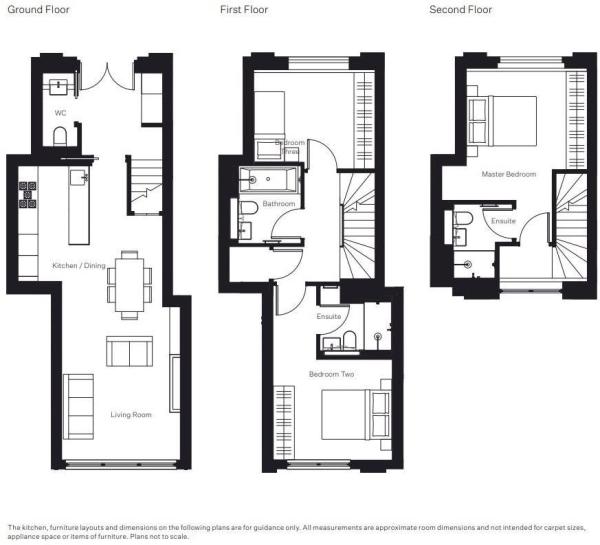 Ground Floor
First Floor
Second Floor
WC
Kitchen / Dining
Living Room
Bedroom
Three
Bathroom
Ensuite
Bedroom Two
Master Bedroom
Ensuite
The kitchen, furniture layouts and dimensions on the following plans are for guidance only. All measurements are approximate room dimensions and not intended for carpet sizes,
appliance space or items of furniture. Plans not to scale.